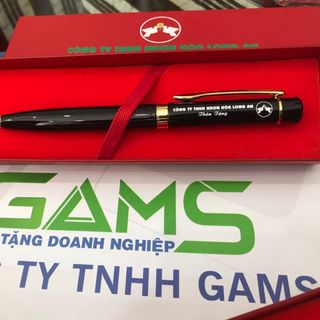 CÔNG TY TNHH NHƠN HÒA LONG AN
CÔNG TY TNHH NHƠN HÒA LONG AN
Thân Tặng
GAMS
TẶNG DOANH NGHIỆP
TY TNHH GAMS